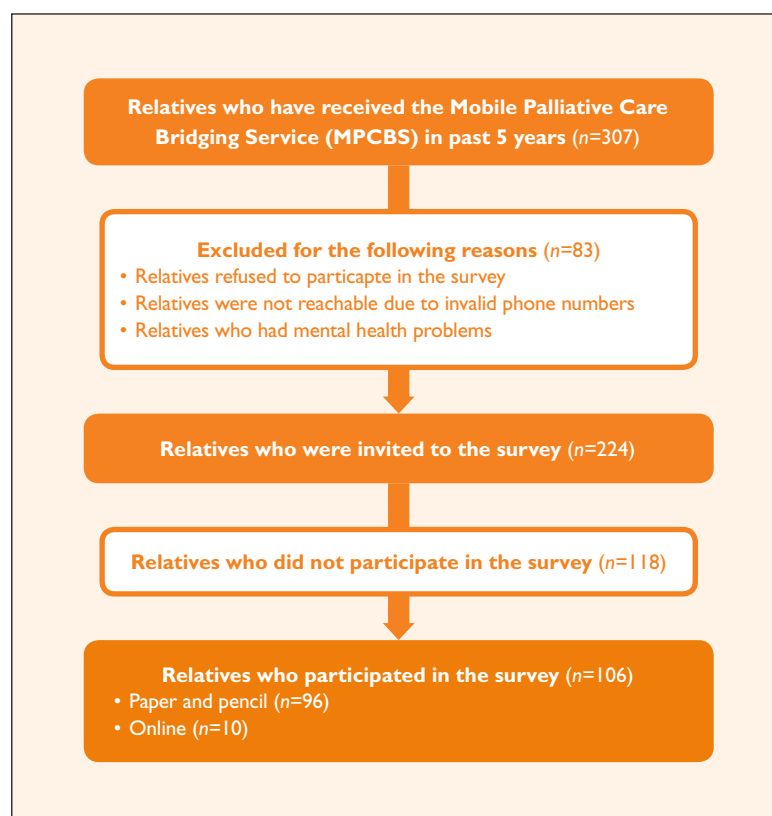 Relatives who have received the Mobile Palliative Care
Bridging Service (MPCBS) in past 5 years (n=307)
Excluded for the following reasons (n=83)
• Relatives refused to particapte in the survey
• Relatives were not reachable due to invalid phone numbers
• Relatives who had mental health problems
Relatives who were invited to the survey (n=224)
Relatives who did not participate in the survey (n=118)
Relatives who participated in the survey (n=106)
• Paper and pencil (n=96)
• Online (n=10)